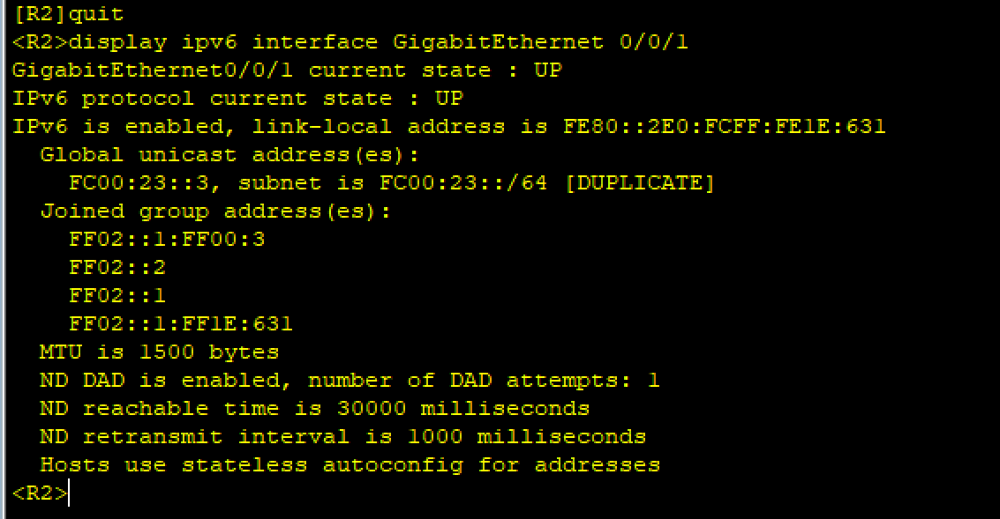 [R2]quit
<R2>display ipv6 interface GigabitEthernet 0/0/1
GigabitEthernet0/0/1 current state : UP
IPv6 protocol current state : UP
IPv6 is enabled, link-local address is FE80::2E0:FCFF:FE1E:631
  Global unicast address(es):
    FC00:23::3, subnet is FC00:23::/64 [DUPLICATE]
  Joined group address(es):
    FF02::1:FF00:3
    FF02::2
    FF02::1
    FF02::1:FF1E:631
  MTU is 1500 bytes
  ND DAD is enabled, number of DAD attempts: 1
  ND reachable time is 30000 milliseconds
  ND retransmit interval is 1000 milliseconds
  Hosts use stateless autoconfig for addresses
<R2>